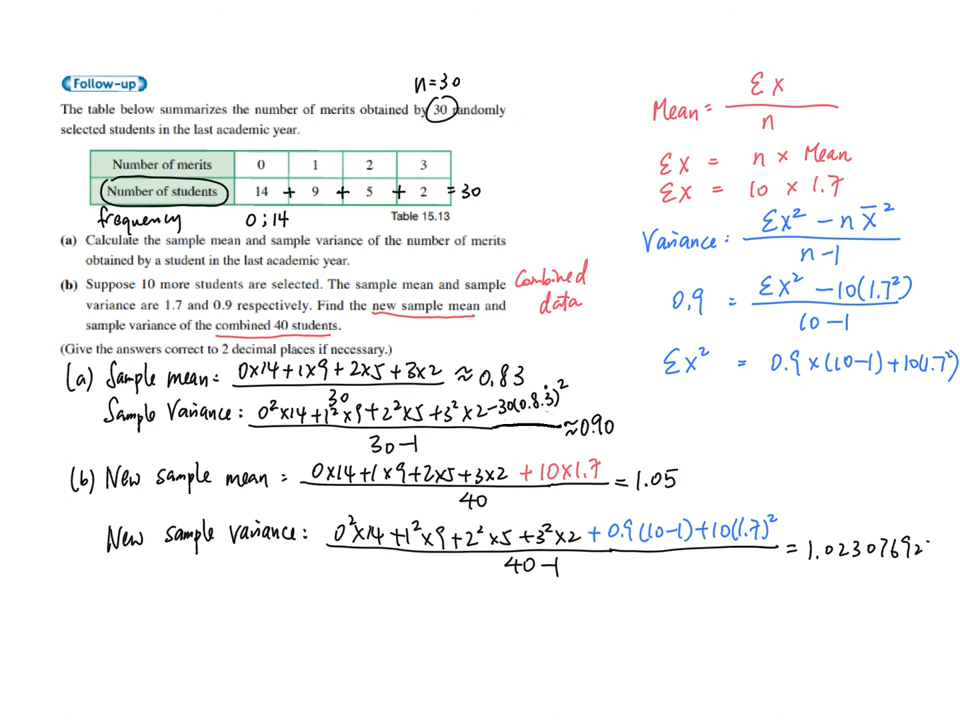 Follow-up
n=30
The table below summarizes the number of merits obtained by 30 randomly
selected students in the last academic year.
Number of merits 0 1 2 3
Number of students 14 + 9 + 5 + 2 = 30
frequency 0 ; 14 Table 15.13
(a) Calculate the sample mean and sample variance of the number of merits
obtained by a student in the last academic year.
(b) Suppose 10 more students are selected. The sample mean and sample
variance are 1.7 and 0.9 respectively. Find the new sample mean and
sample variance of the combined 40 students.
Combined
data
(Give the answers correct to 2 decimal places if necessary.)
Mean = Σx / n
Σx = n × Mean
Σx = 10 × 1.7
Variance: (Σx² − n x̄²) / (n−1)
0.9 = (Σx² − 10(1.7²)) / (10−1)
Σx² = 0.9×(10−1)+10(1.7²)
(a) Sample mean: (0×14+1×9+2×5+3×2) / 30 ≈ 0.83
Sample Variance: (0²×14+1²×9+2²×5+3²×2−30(0.8.3̇)²) / (30−1) ≈ 0.90
(b) New sample mean = (0×14+1×9+2×5+3×2 + 10×1.7) / 40 = 1.05
New sample variance: (0²×14+1²×9+2²×5+3²×2+0.9(10−1)+10(1.7)²) / (40−1) = 1.02307692